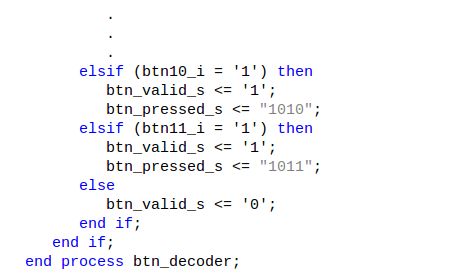 .
.
.
elsif (btn10_i = '1') then
btn_valid_s <= '1';
btn_pressed_s <= "1010";
elsif (btn11_i = '1') then
btn_valid_s <= '1';
btn_pressed_s <= "1011";
else
btn_valid_s <= '0';
end if;
end if;
end process btn_decoder;